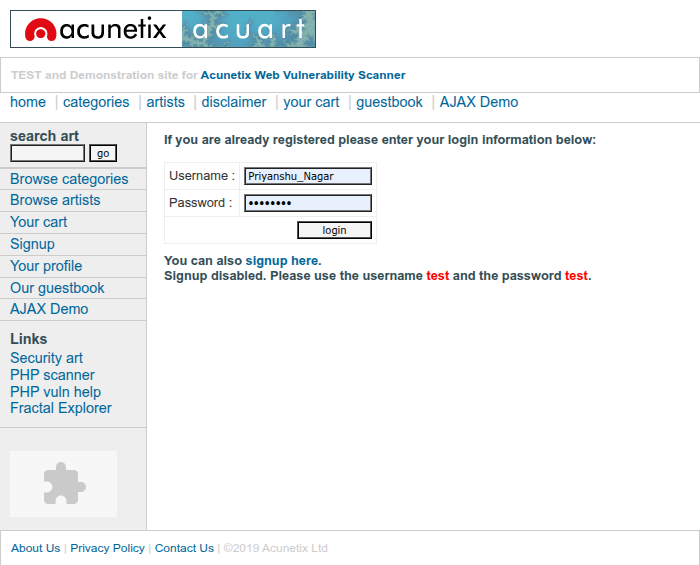 acunetix acuart
TEST and Demonstration site for Acunetix Web Vulnerability Scanner
home | categories | artists | disclaimer | your cart | guestbook | AJAX Demo
search art
go
Browse categories
Browse artists
Your cart
Signup
Your profile
Our guestbook
AJAX Demo
Links
Security art
PHP scanner
PHP vuln help
Fractal Explorer
If you are already registered please enter your login information below:
Username : Priyanshu_Nagar
Password : ••••••••
login
You can also signup here.
Signup disabled. Please use the username test and the password test.
About Us | Privacy Policy | Contact Us | ©2019 Acunetix Ltd